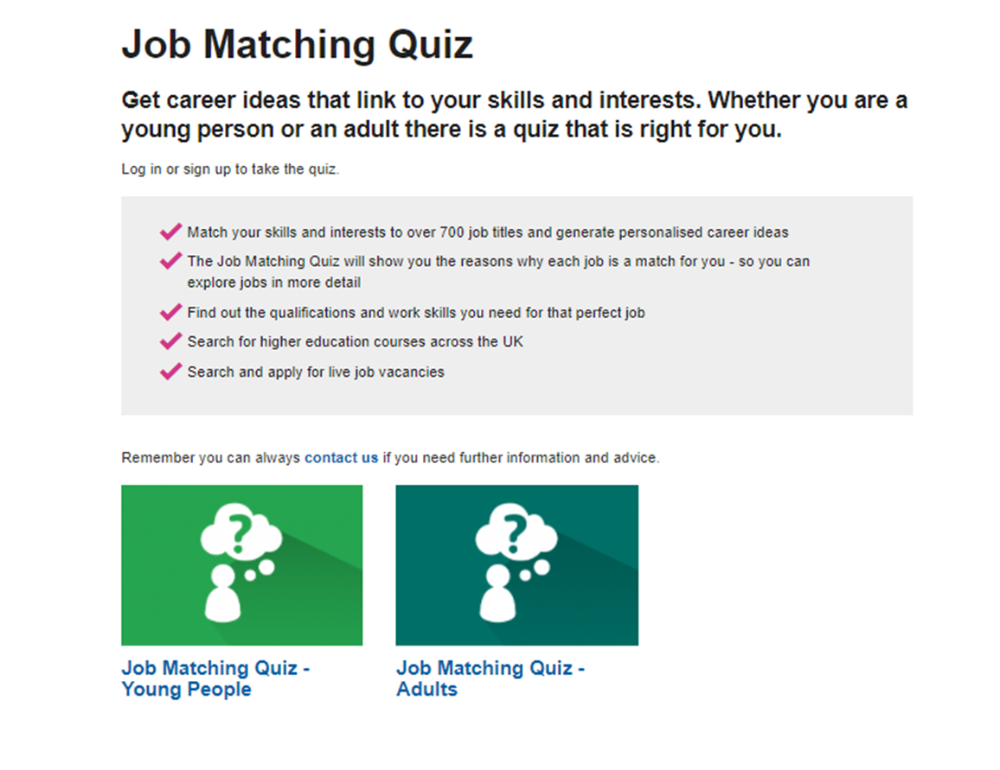 Job Matching Quiz
Get career ideas that link to your skills and interests. Whether you are a
young person or an adult there is a quiz that is right for you.
Log in or sign up to take the quiz.
Match your skills and interests to over 700 job titles and generate personalised career ideas
The Job Matching Quiz will show you the reasons why each job is a match for you - so you can
explore jobs in more detail
Find out the qualifications and work skills you need for that perfect job
Search for higher education courses across the UK
Search and apply for live job vacancies
Remember you can always contact us if you need further information and advice.
?
?
Job Matching Quiz -
Young People
Job Matching Quiz -
Adults